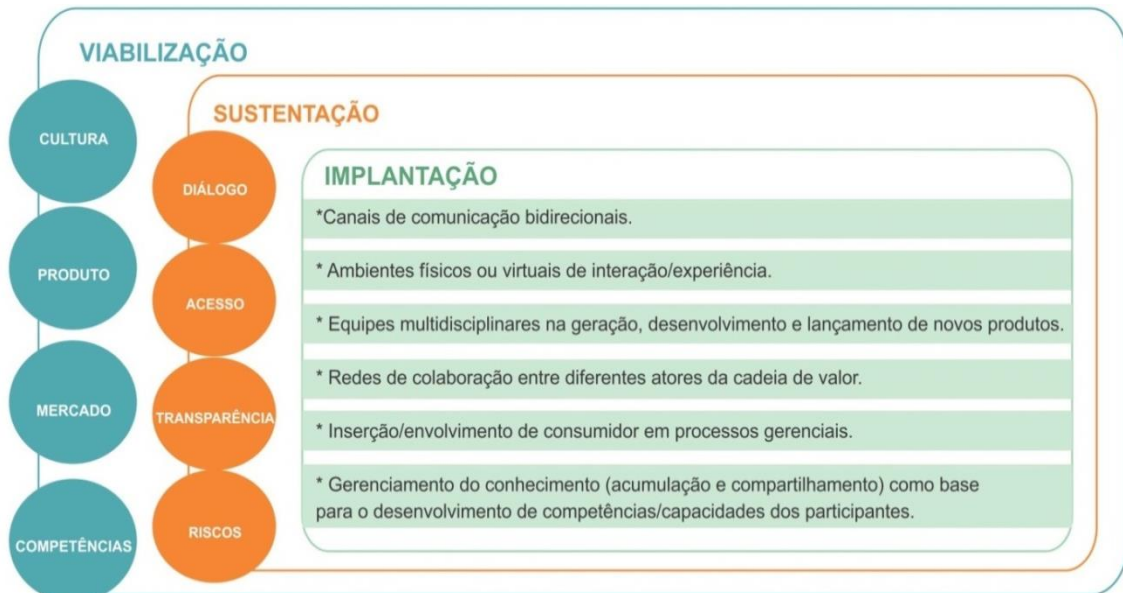 VIABILIZAÇÃO
CULTURA
PRODUTO
MERCADO
COMPETÊNCIAS
SUSTENTAÇÃO
DIÁLOGO
ACESSO
TRANSPARÊNCIA
RISCOS
IMPLANTAÇÃO
*Canais de comunicação bidirecionais.
* Ambientes físicos ou virtuais de interação/experiência.
* Equipes multidisciplinares na geração, desenvolvimento e lançamento de novos produtos.
* Redes de colaboração entre diferentes atores da cadeia de valor.
* Inserção/envolvimento de consumidor em processos gerenciais.
* Gerenciamento do conhecimento (acumulação e compartilhamento) como base
para o desenvolvimento de competências/capacidades dos participantes.